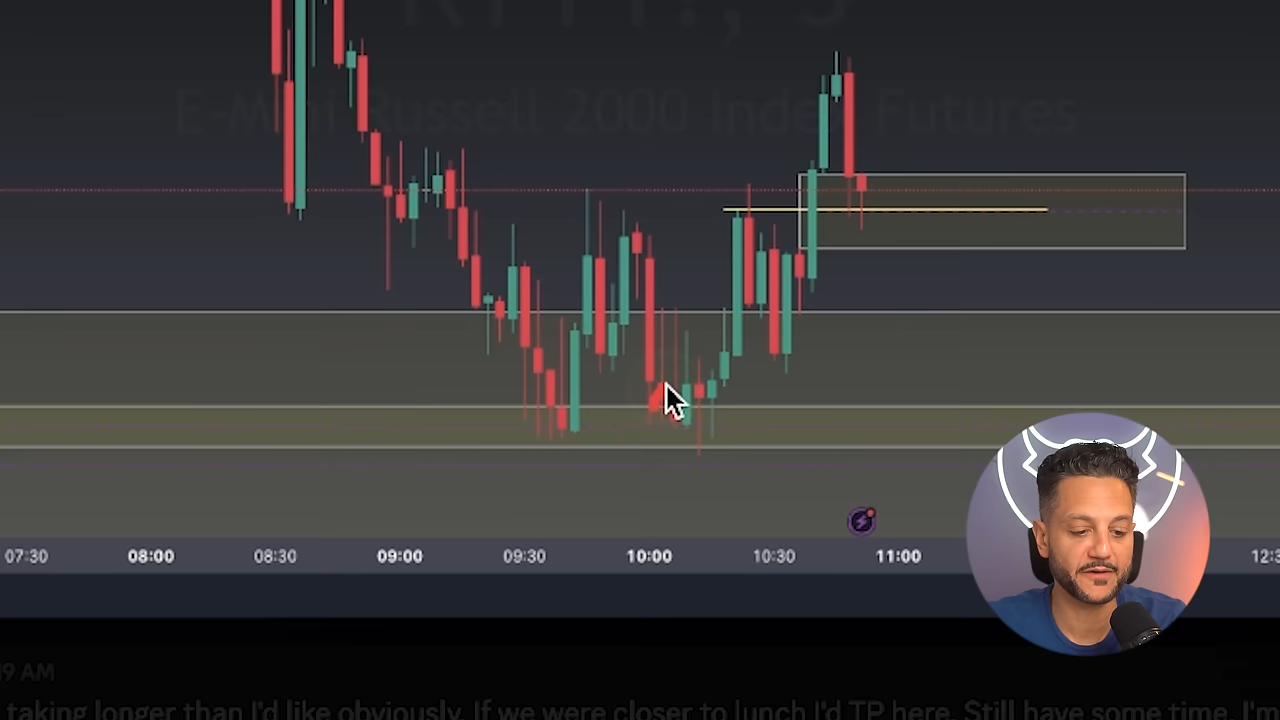 E-Mini Russell 2000 Index Futures
07:30 08:00 08:30 09:00 09:30 10:00 10:30 11:00
AM
taking longer than I'd like obviously. If we were closer to lunch I'd TP here. Still have some time. I'm